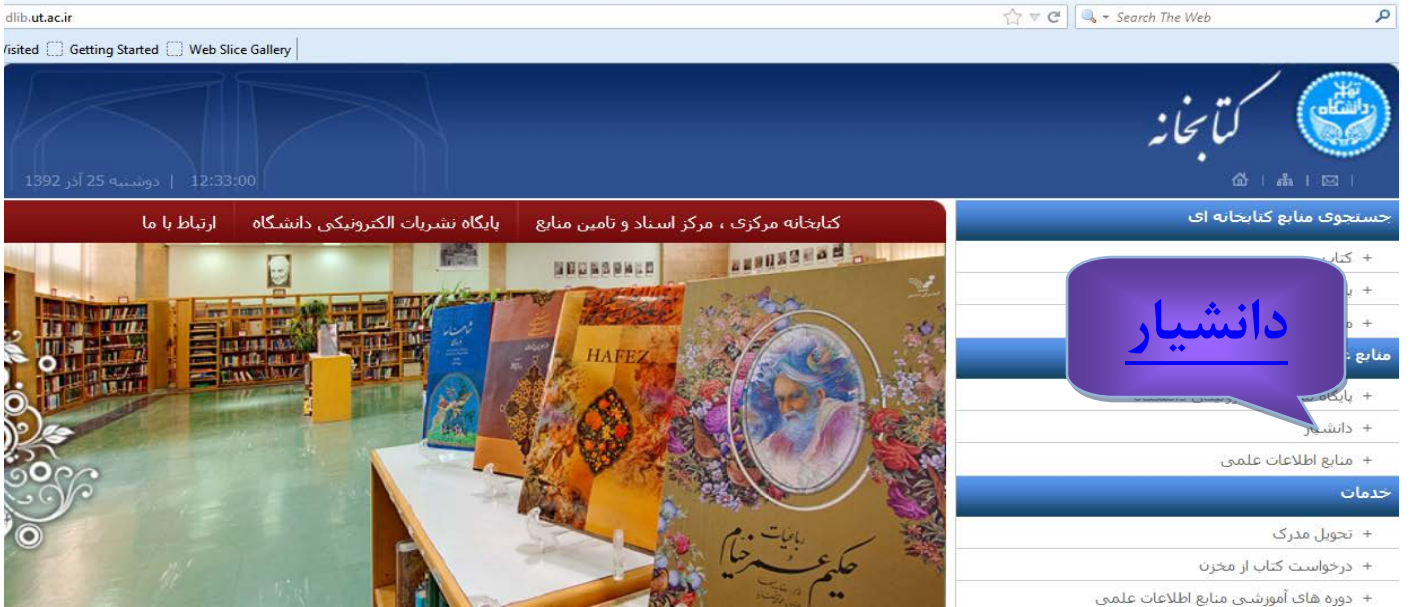 dlib.ut.ac.ir
Search The Web
Getting Started
Web Slice Gallery
کتابخانه
دوشنبه 25 آذر 1392 | 12:33:00
کتابخانه مرکزی ، مرکز اسناد و تامین منابع
پایگاه نشریات الکترونیکی دانشگاه
ارتباط با ما
جستجوی منابع کتابخانه ای
+ کتاب
دانشیار
منابع
+ پایگاه
+ دانشیار
+ منابع اطلاعات علمی
خدمات
+ تحویل مدرک
+ درخواست کتاب از مخزن
+ دوره های آموزشی منابع اطلاعات علمی
HAFEZ
رباعیات
حکیم عمر خیام